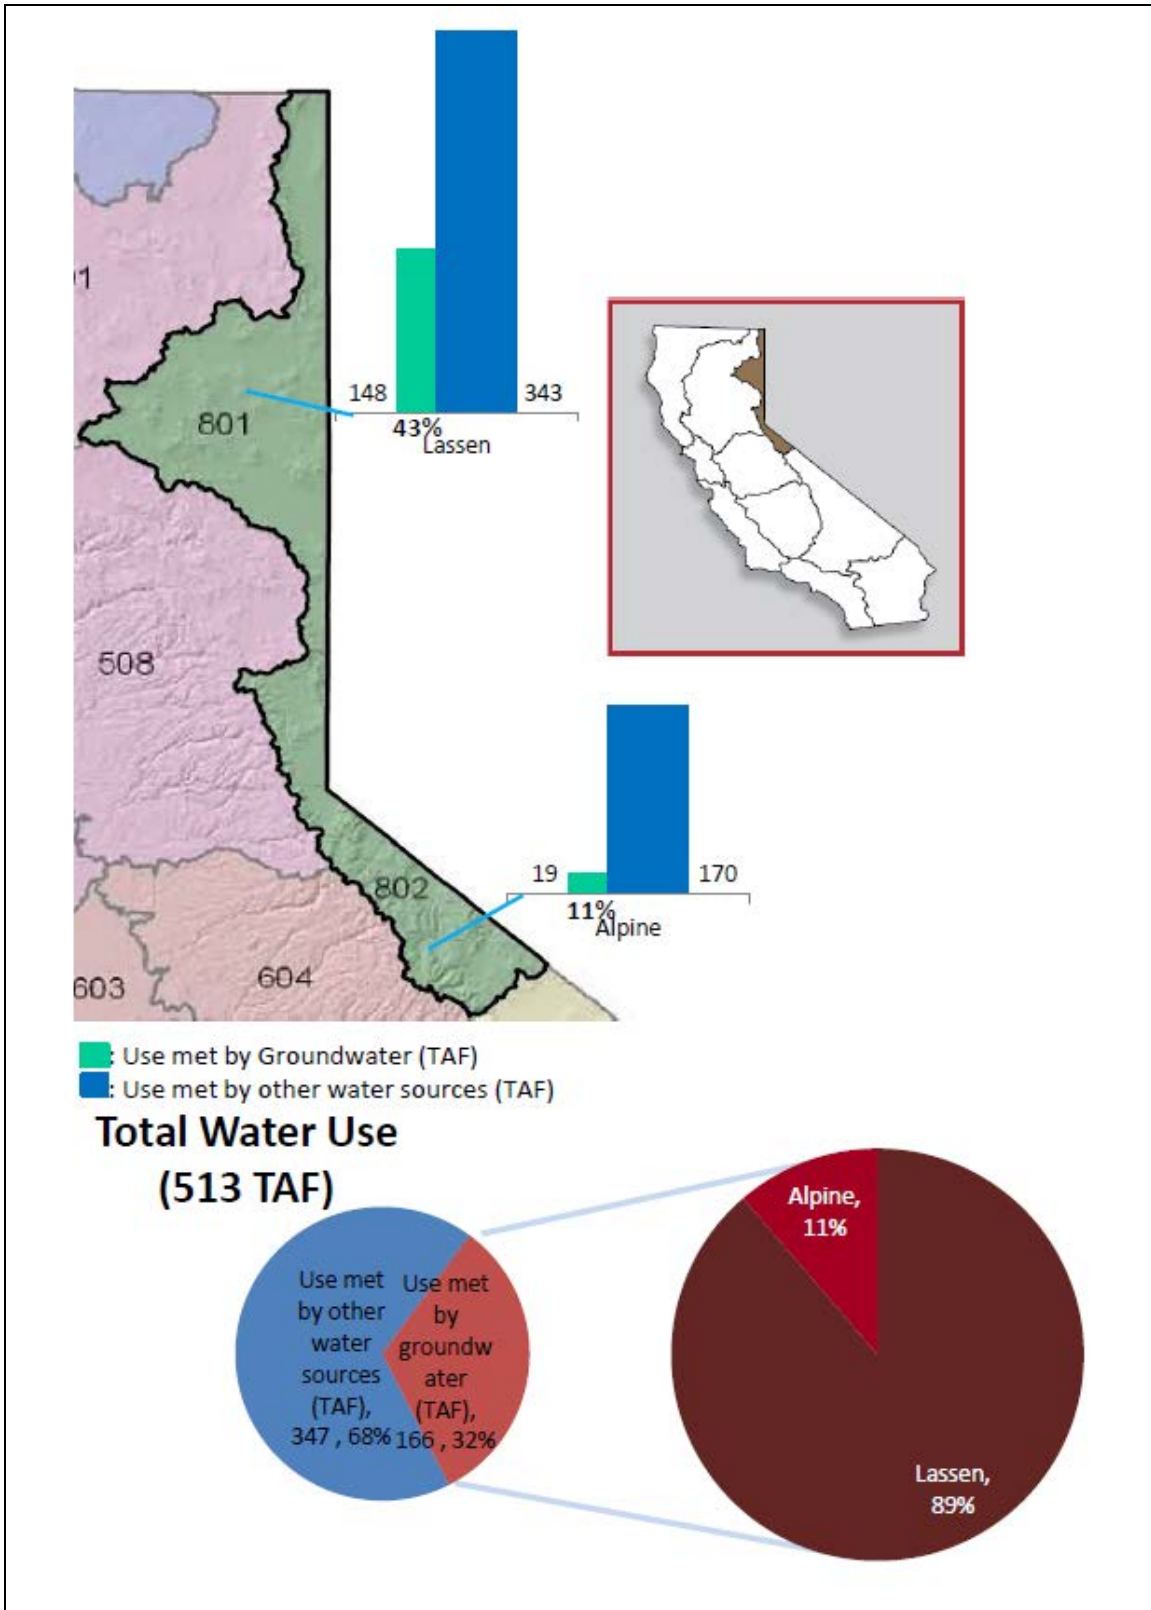 91
148
343
43%
Lassen
801
508
19
170
11%
Alpine
802
604
603
: Use met by Groundwater (TAF)
: Use met by other water sources (TAF)
Total Water Use
(513 TAF)
Use met
by other
water
sources
(TAF),
347 , 68%
Use met
by
groundw
ater
(TAF),
166 , 32%
Alpine,
11%
Lassen,
89%